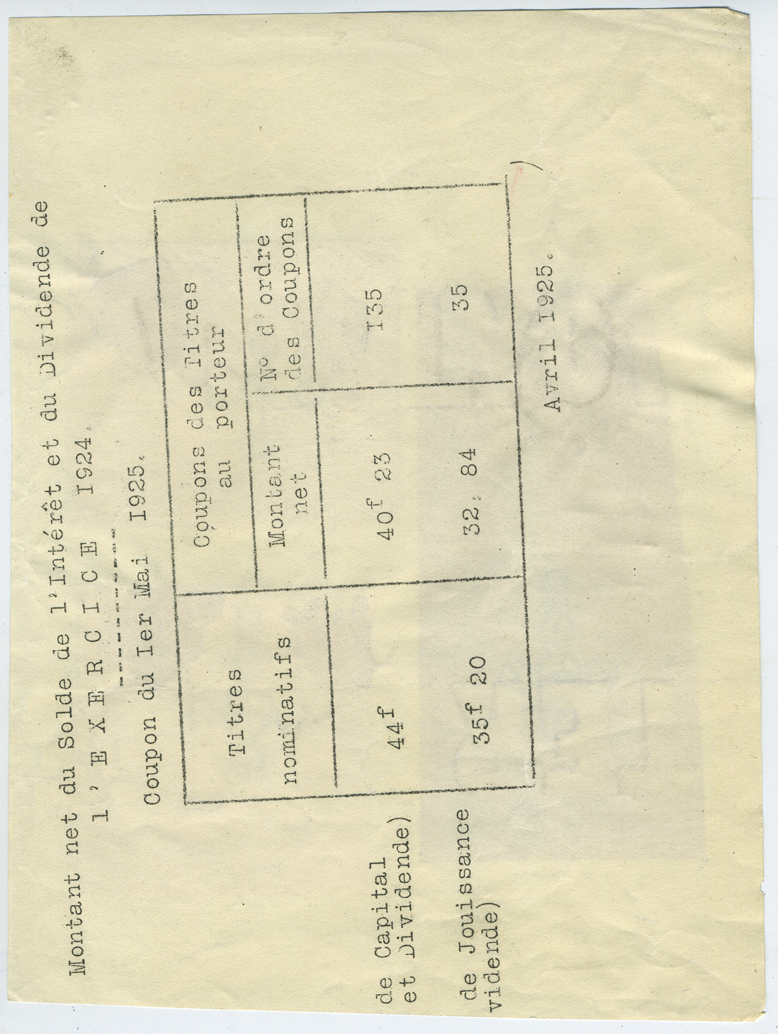 Montant net du Solde de l'Intérêt et du Dividende de
l'EXERCICE I924.
-----------
Coupon du Ier Mai I925.
Titres
nominatifs
Coupons des Titres
au porteur
Montant
net
N° d'ordre
des Coupons
de Capital
et Dividende)
44f
40f 23
I35
de Jouissance
vidende)
35f 20
32. 84
35
Avril I925.